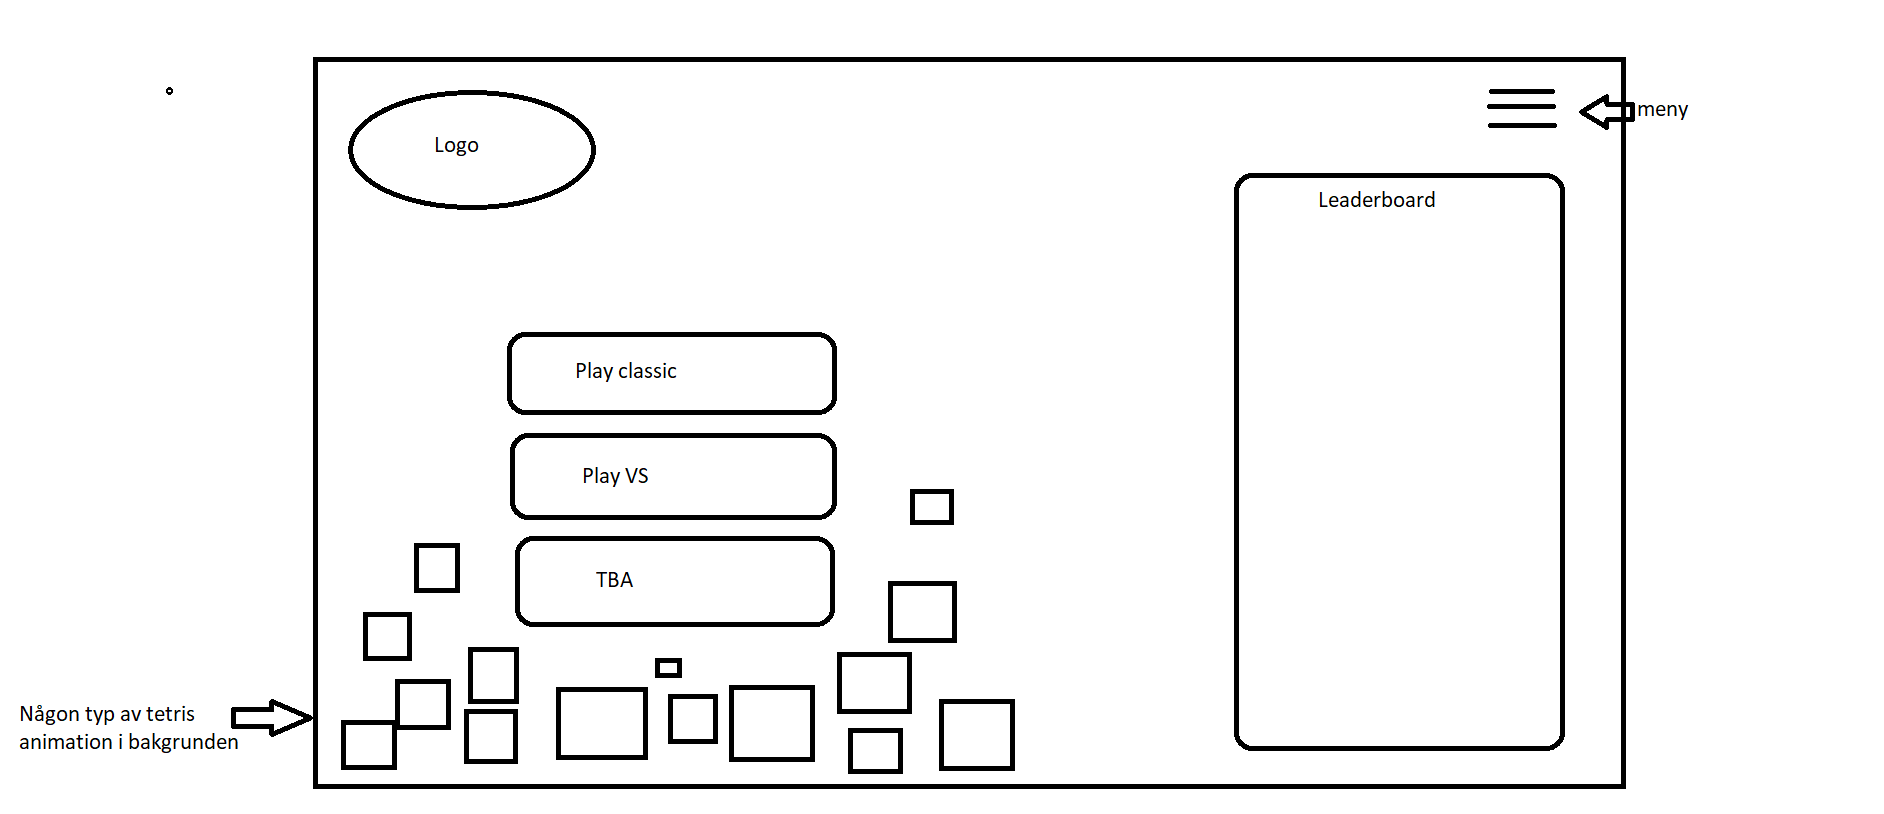 Logo
meny
Leaderboard
Play classic
Play VS
TBA
Någon typ av tetris
animation i bakgrunden